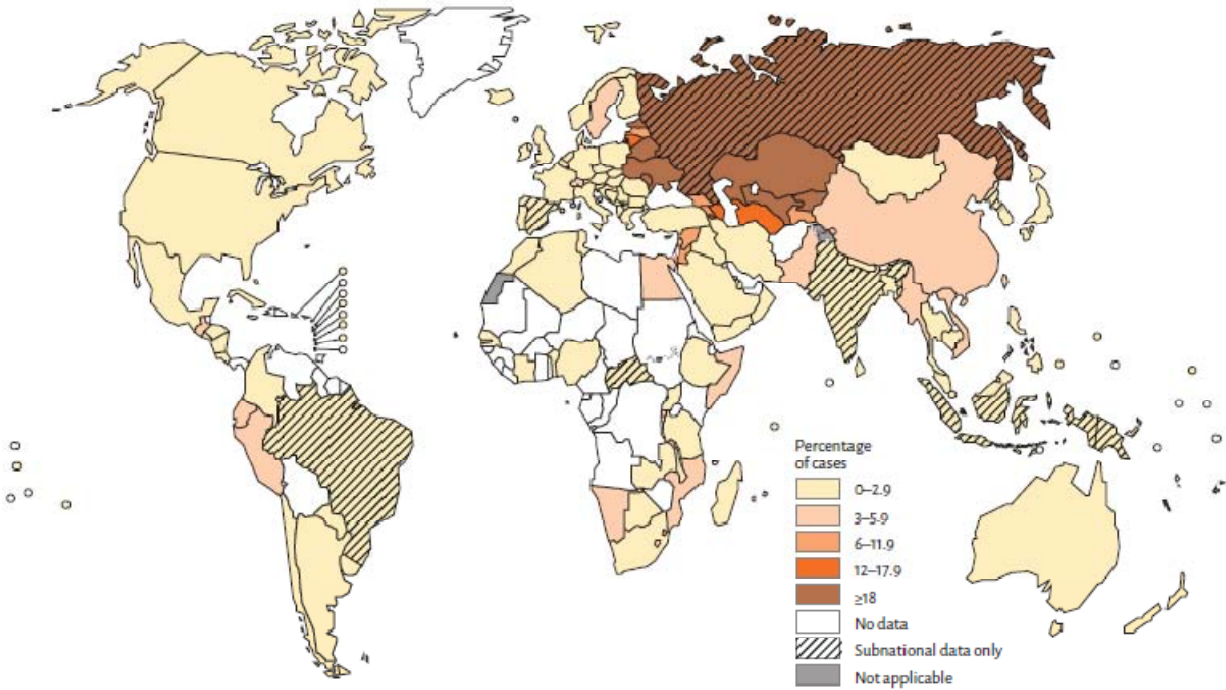 Percentage
of cases
0–2.9
3–5.9
6–11.9
12–17.9
≥18
No data
Subnational data only
Not applicable